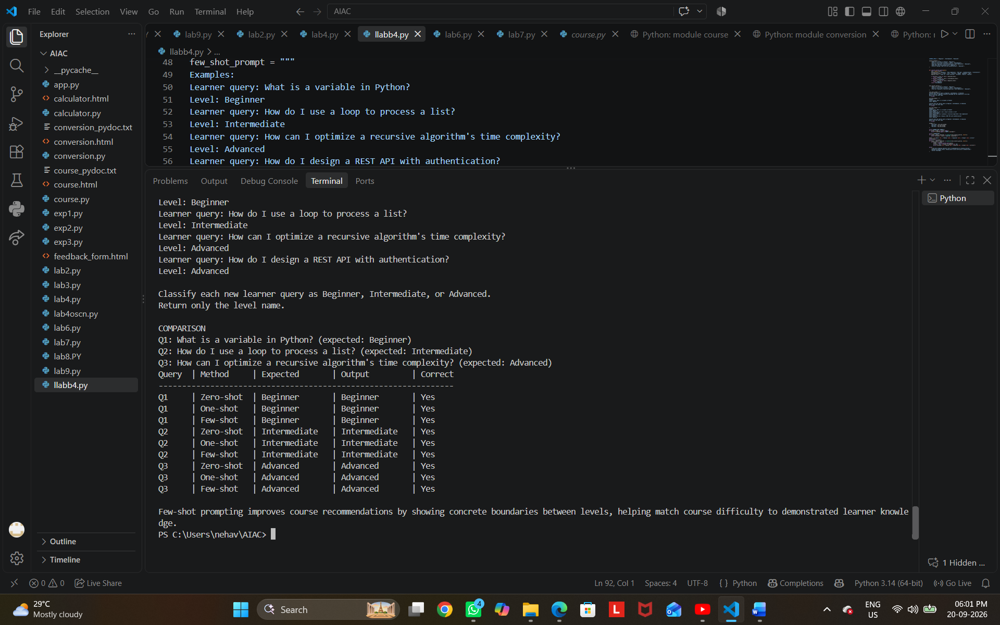 File Edit Selection View Go Run Terminal Help
AIAC
Explorer
AIAC
__pycache__
app.py
calculator.html
calculator.py
conversion_pydoc.txt
conversion.html
conversion.py
course_pydoc.txt
course.html
course.py
exp1.py
exp2.py
exp3.py
feedback_form.html
lab2.py
lab3.py
lab4.py
lab4oscn.py
lab6.py
lab7.py
lab8.PY
lab9.py
llabb4.py
Outline
Timeline
lab9.py lab2.py lab4.py llabb4.py lab6.py lab7.py course.py Python: module course Python: module conversion Python:
llabb4.py > ...
48 few_shot_prompt = """
49 Examples:
50 Learner query: What is a variable in Python?
51 Level: Beginner
52 Learner query: How do I use a loop to process a list?
53 Level: Intermediate
54 Learner query: How can I optimize a recursive algorithm's time complexity?
55 Level: Advanced
56 Learner query: How do I design a REST API with authentication?
Problems Output Debug Console Terminal Ports
Python
Level: Beginner
Learner query: How do I use a loop to process a list?
Level: Intermediate
Learner query: How can I optimize a recursive algorithm's time complexity?
Level: Advanced
Learner query: How do I design a REST API with authentication?
Level: Advanced
Classify each new learner query as Beginner, Intermediate, or Advanced.
Return only the level name.
COMPARISON
Q1: What is a variable in Python? (expected: Beginner)
Q2: How do I use a loop to process a list? (expected: Intermediate)
Q3: How can I optimize a recursive algorithm's time complexity? (expected: Advanced)
Query | Method | Expected | Output | Correct
---------------------------------------------------------------
Q1 | Zero-shot | Beginner | Beginner | Yes
Q1 | One-shot | Beginner | Beginner | Yes
Q1 | Few-shot | Beginner | Beginner | Yes
Q2 | Zero-shot | Intermediate | Intermediate | Yes
Q2 | One-shot | Intermediate | Intermediate | Yes
Q2 | Few-shot | Intermediate | Intermediate | Yes
Q3 | Zero-shot | Advanced | Advanced | Yes
Q3 | One-shot | Advanced | Advanced | Yes
Q3 | Few-shot | Advanced | Advanced | Yes
Few-shot prompting improves course recommendations by showing concrete boundaries between levels, helping match course difficulty to demonstrated learner knowle
dge.
PS C:\Users\nehav\AIAC>
1 Hidden ...
0 0 Live Share Ln 92, Col 1 Spaces: 4 UTF-8 { } Python Completions Python 3.14 (64-bit) Go Live
29°C
Mostly cloudy
Search
4
ENG
US
06:01 PM
20-09-2026